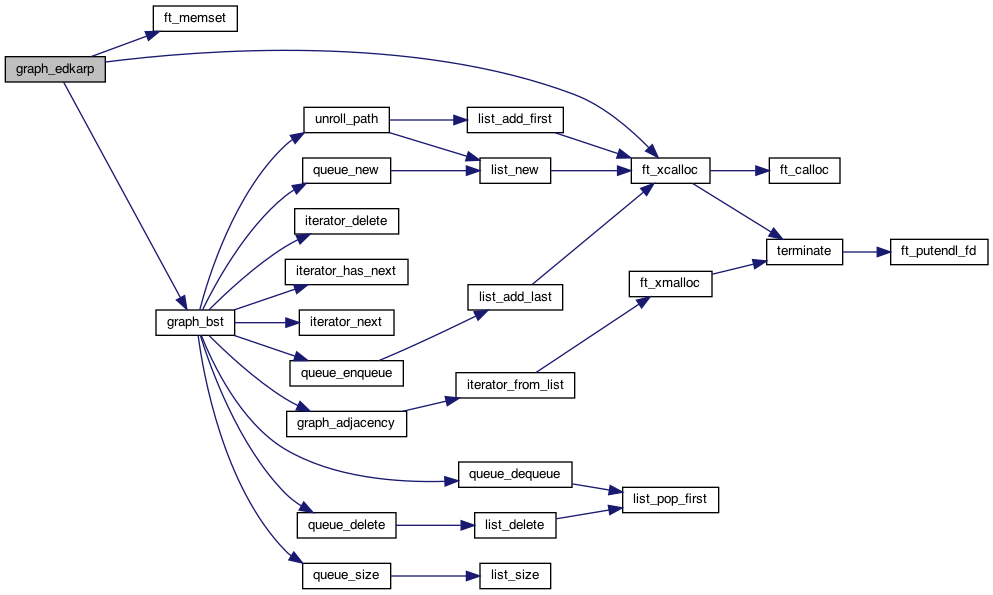 ft_memset
graph_edkarp
unroll_path
list_add_first
queue_new
list_new
ft_xcalloc
ft_calloc
iterator_delete
terminate
ft_putendl_fd
iterator_has_next
ft_xmalloc
list_add_last
graph_bst
iterator_next
queue_enqueue
iterator_from_list
graph_adjacency
queue_dequeue
list_pop_first
queue_delete
list_delete
queue_size
list_size